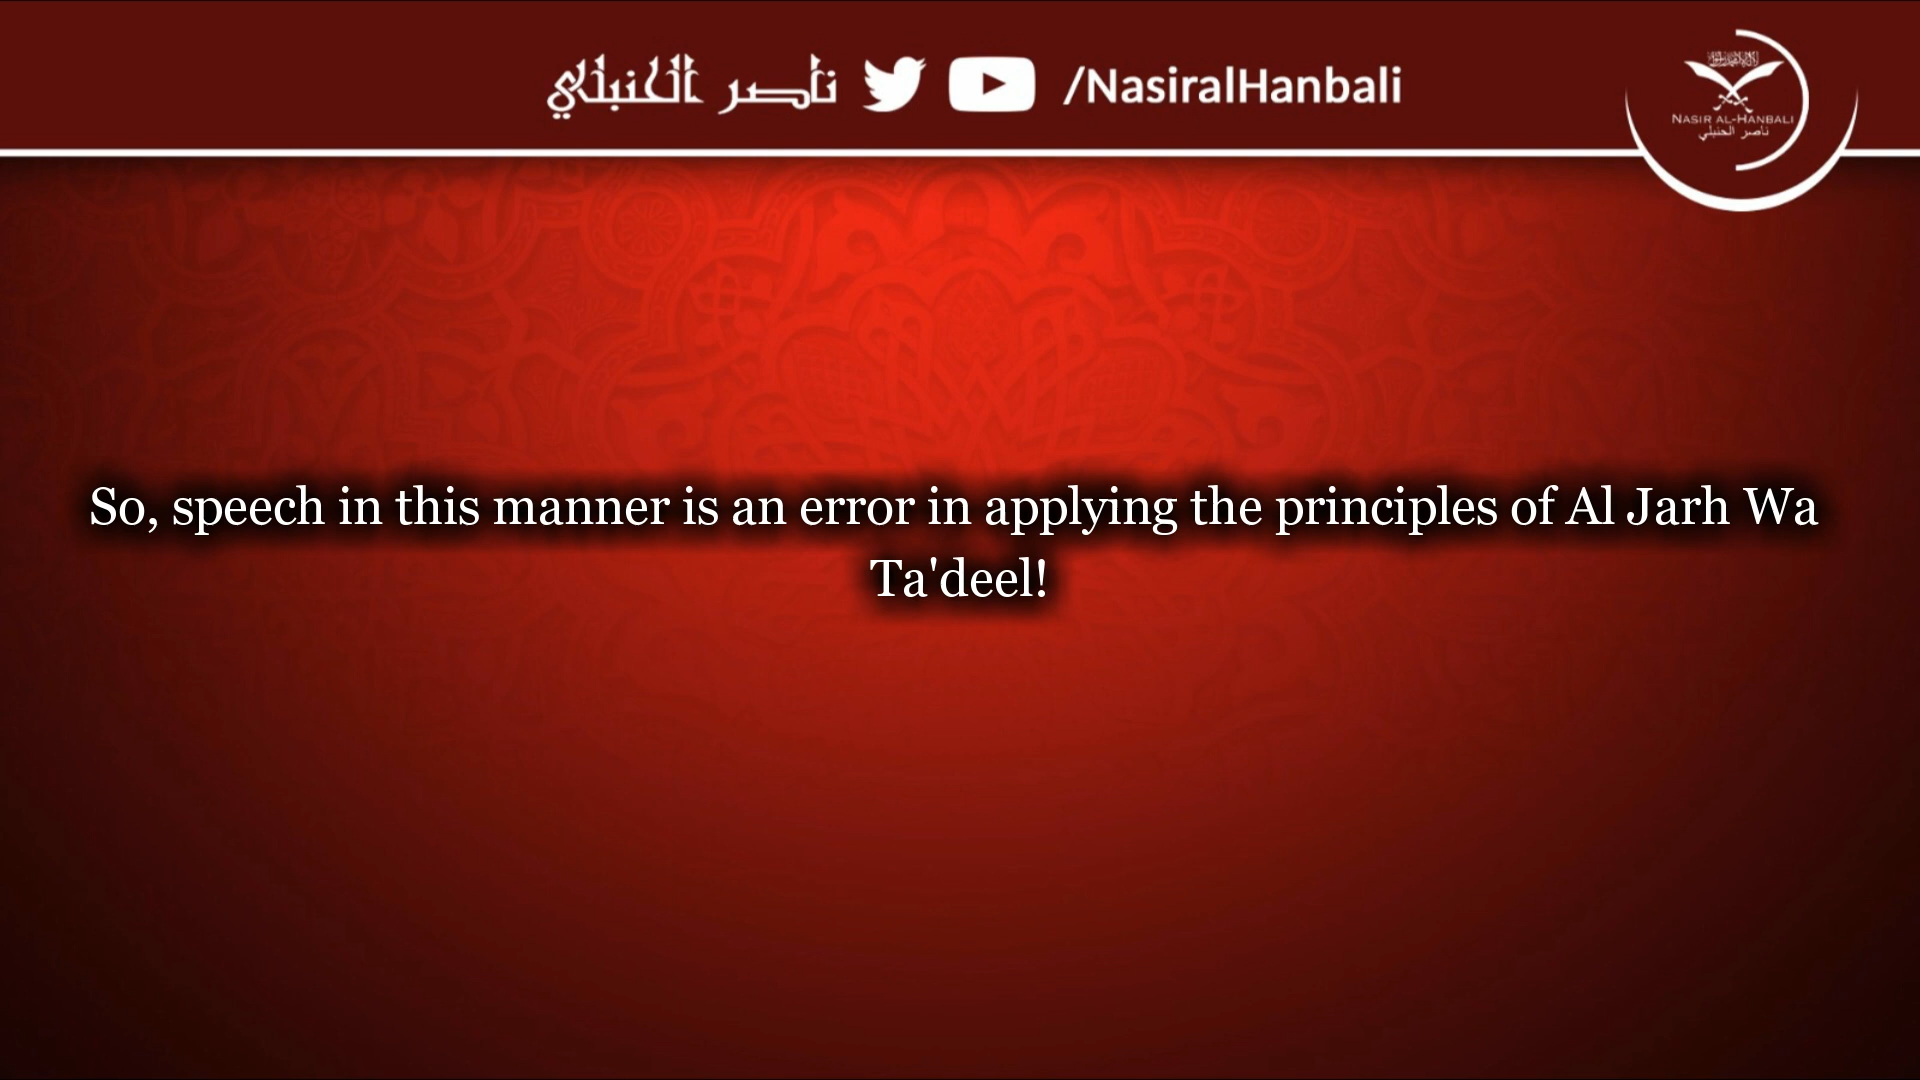 ناصر الحنبلي /NasiralHanbali
NASIR AL-HANBALI
ناصر الحنبلي
So, speech in this manner is an error in applying the principles of Al Jarh Wa
Ta'deel!